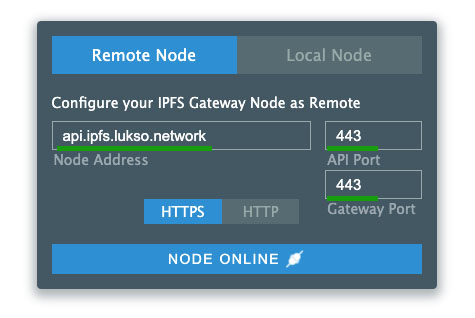 Remote Node Local Node
Configure your IPFS Gateway Node as Remote
api.ipfs.lukso.network 443
Node Address API Port
443
Gateway Port
HTTPS HTTP
NODE ONLINE